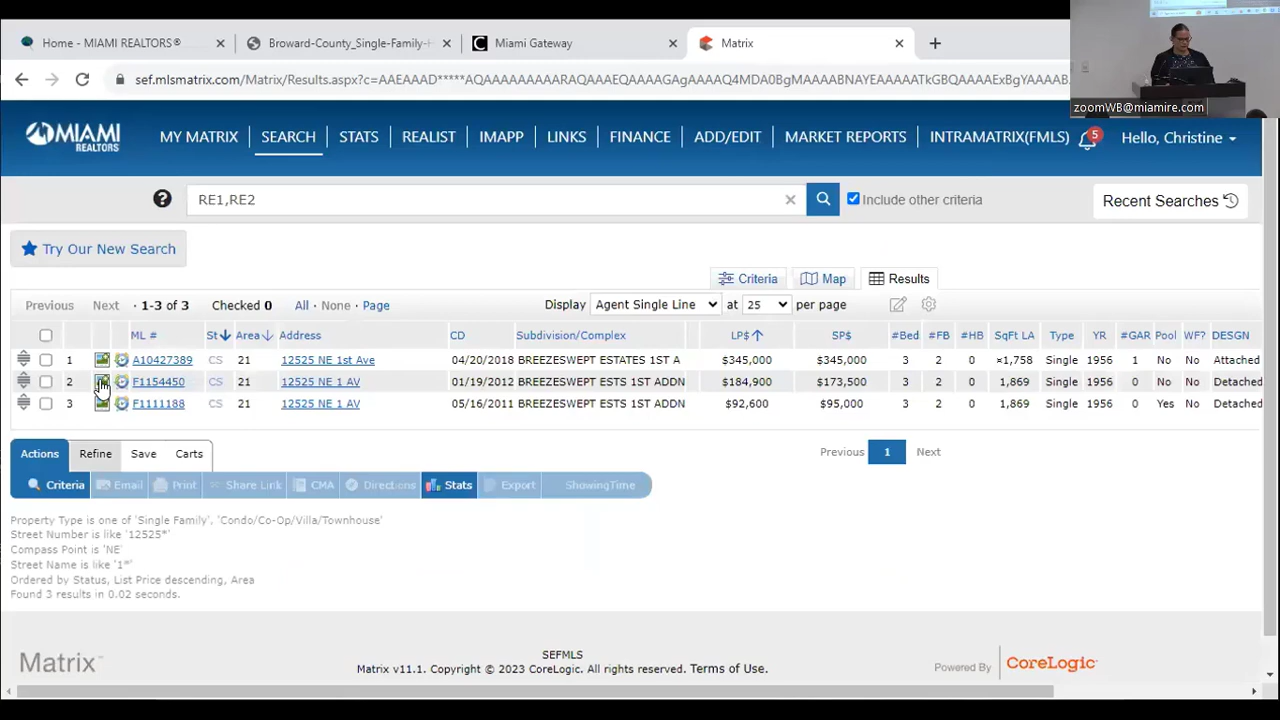 Home - MIAMI REALTORS®
Broward-County_Single-Family-H
Miami Gateway
Matrix
sef.mlsmatrix.com/Matrix/Results.aspx?c=AAEAAAD*****AQAAAAAAAAARAQAAAEQAAAAGAgAAAAQ4MDA0BgMAAAABNAYEAAAAATkGBQAAAAExBgYAAAAB.
zoomWB@miamire.com
MIAMI REALTORS
MY MATRIX SEARCH STATS REALIST IMAPP LINKS FINANCE ADD/EDIT MARKET REPORTS INTRAMATRIX(FMLS) 5 Hello, Christine
? RE1,RE2 Include other criteria Recent Searches
Try Our New Search
Criteria Map Results
Previous Next · 1-3 of 3 Checked 0 All · None · Page Display Agent Single Line at 25 per page
ML # St Area Address CD Subdivision/Complex LP$ SP$ #Bed #FB #HB SqFt LA Type YR #GAR Pool WF? DESGN
1 A10427389 CS 21 12525 NE 1st Ave 04/20/2018 BREEZESWEPT ESTATES 1ST A $345,000 $345,000 3 2 0 ×1,758 Single 1956 1 No No Attached
2 F1154450 CS 21 12525 NE 1 AV 01/19/2012 BREEZESWEPT ESTS 1ST ADDN $184,900 $173,500 3 2 0 1,869 Single 1956 0 No No Detached
3 F1111188 CS 21 12525 NE 1 AV 05/16/2011 BREEZESWEPT ESTS 1ST ADDN $92,600 $95,000 3 2 0 1,869 Single 1956 0 Yes No Detached
Actions Refine Save Carts Previous 1 Next
Criteria Email Print Share Link CMA Directions Stats Export ShowingTime
Property Type is one of 'Single Family', 'Condo/Co-Op/Villa/Townhouse'
Street Number is like '12525*'
Compass Point is 'NE'
Street Name is like '1*'
Ordered by Status, List Price descending, Area
Found 3 results in 0.02 seconds.
Matrix
SEFMLS
Matrix v11.1. Copyright © 2023 CoreLogic. All rights reserved. Terms of Use.
Powered By CoreLogic